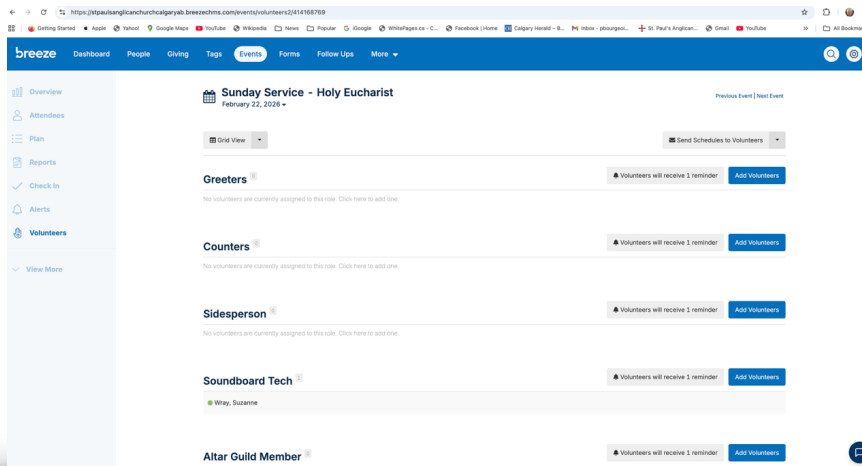 https://stpaulsanglicanchurchcalgaryab.breezechms.com/events/volunteers2/414168769
Getting Started Apple Yahoo! Google Maps YouTube Wikipedia News Popular iGoogle WhitePages.ca - C... Facebook | Home Calgary Herald – B... Inbox - pbourgeoi... St. Paul's Anglican... Gmail YouTube » All Bookmar
breeze Dashboard People Giving Tags Events Forms Follow Ups More
Overview
Attendees
Plan
Reports
Check In
Alerts
Volunteers
View More
Sunday Service - Holy Eucharist
February 22, 2026
Previous Event | Next Event
Grid View
Send Schedules to Volunteers
Greeters
Volunteers will receive 1 reminder Add Volunteers
No volunteers are currently assigned to this role. Click here to add one.
Counters
Volunteers will receive 1 reminder Add Volunteers
No volunteers are currently assigned to this role. Click here to add one.
Sidesperson
Volunteers will receive 1 reminder Add Volunteers
No volunteers are currently assigned to this role. Click here to add one.
Soundboard Tech
Volunteers will receive 1 reminder Add Volunteers
Wray, Suzanne
Altar Guild Member
Volunteers will receive 1 reminder Add Volunteers